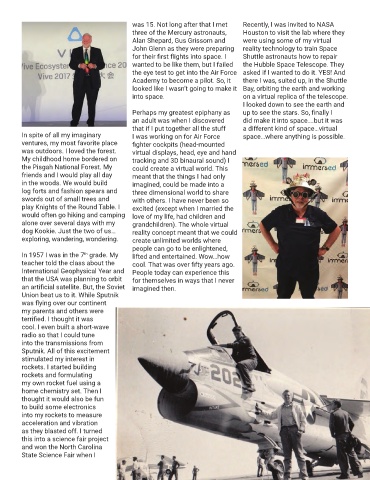 In spite of all my imaginary
ventures, my most favorite place
was outdoors. I loved the forest.
My childhood home bordered on
the Pisgah National Forest. My
friends and I would play all day
in the woods. We would build
log forts and fashion spears and
swords out of small trees and
play Knights of the Round Table. I
would often go hiking and camping
alone over several days with my
dog Kookie. Just the two of us..
exploring, wandering, wondering.
In 1957 I was in the 7th grade. My
teacher told the class about the
International Geophysical Year and
that the USA was planning to orbit
an artificial satellite. But, the Soviet
Union beat us to it. While Sputnik
was flying over our continent
my parents and others were
terrified. I thought it was
cool. I even built a short-wave
radio so that I could tune
into the transmissions from
Sputnik. All of this excitement
stimulated my interest in
rockets. I started building
rockets and formulating
my own rocket fuel using a
home chemistry set. Then I
thought it would also be fun
to build some electronics
into my rockets to measure
acceleration and vibration
as they blasted off. I turned
this into a science fair project
and won the North Carolina
State Science Fair when I
was 15. Not long after that I met
three of the Mercury astronauts,
Alan Shepard, Gus Grissom and
John Glenn as they were preparing
for their first flights into space. I
wanted to be like them, but I failed
the eye test to get into the Air Force
Academy to become a pilot. So, it
looked like I wasn't going to make it
into space.
Perhaps my greatest epiphany as
an adult was when I discovered
that if I put together all the stuff
I was working on for Air Force
fighter cockpits (head-mounted
virtual displays, head, eye and hand
tracking and 3D binaural sound) I
could create a virtual world. This
meant that the things I had only
imagined, could be made into a
three dimensional world to share
with others. I have never been so
excited (except when I married the
love of my life, had children and
grandchildren). The whole virtual
reality concept meant that we could
create unlimited worlds where
people can go to be enlightened,
lifted and entertained. Wow...how
cool. That was over fifty years ago.
People today can experience this
for themselves in ways that I never
imagined then.
Recently, I was invited to NASA
Houston to visit the lab where they
were using some of my virtual
reality technology to train Space
Shuttle astronauts how to repair
the Hubble Space Telescope. They
asked if I wanted to do it. YES! And
there I was, suited up, in the Shuttle
Bay, orbiting the earth and working
on a virtual replica of the telescope.
I looked down to see the earth and
up to see the stars. So, finally I
did make it into space....but it was
a different kind of space...virtual
space...where anything is possible.
immersed
202